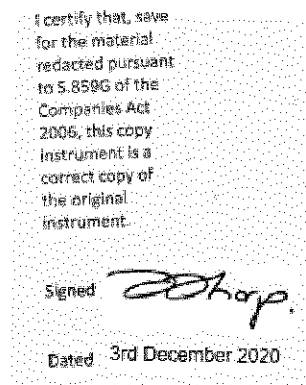 I certify that, save
for the material
redacted pursuant
to S.859G of the
Companies Act
2006, this copy
instrument is a
correct copy of
the original
instrument.
Signed
Dated 3rd December 2020